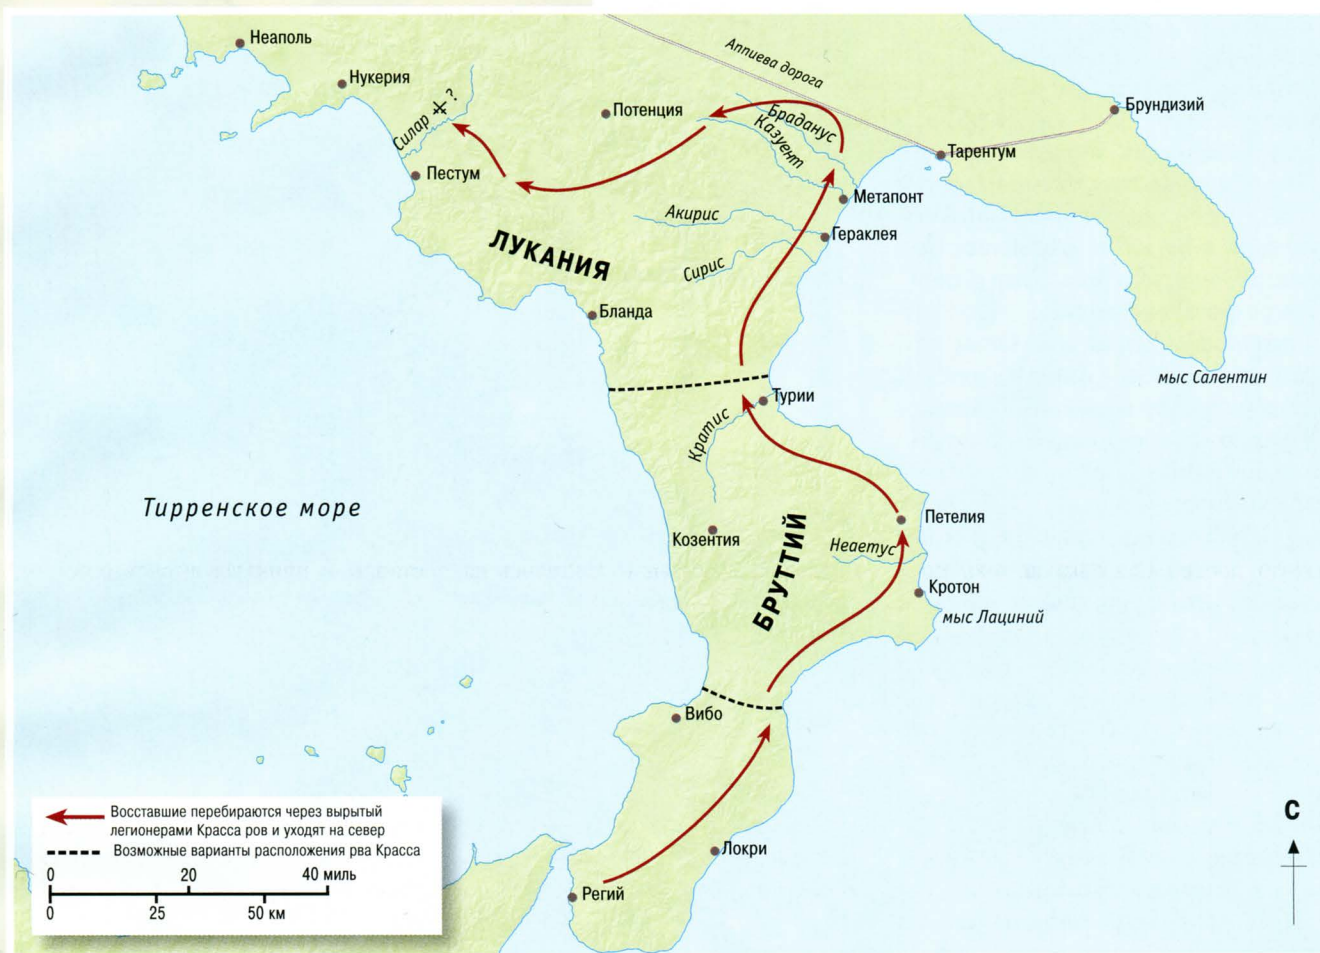 Неаполь
Аппиева дорога
Нукерия
Силар
?
Потенция
Браданус
Казуент
Брундизий
Тарентум
Пестум
Метапонт
Акирис
Гераклея
ЛУКАНИЯ
Сирис
Бланда
мыс Салентин
Турии
Кратис
Тирренское море
Петелия
Козентия
БРУТТИЙ
Неаетус
Кротон
мыс Лациний
Вибо
Локри
Регий
С
Восставшие перебираются через вырытый
легионерами Красса ров и уходят на север
Возможные варианты расположения рва Красса
0 20 40 миль
0 25 50 км